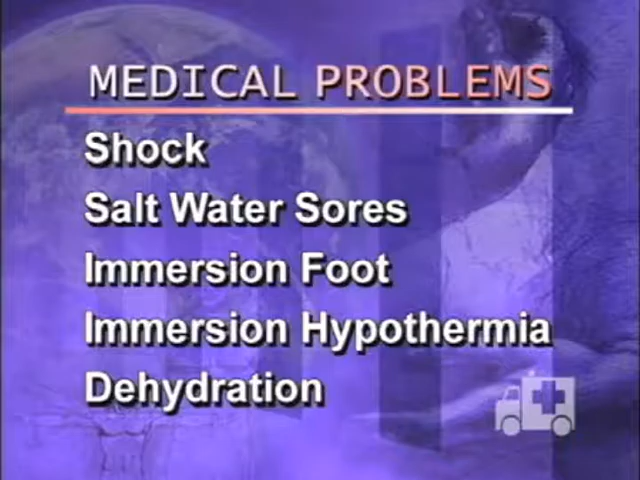 MEDICAL PROBLEMS
Shock
Salt Water Sores
Immersion Foot
Immersion Hypothermia
Dehydration